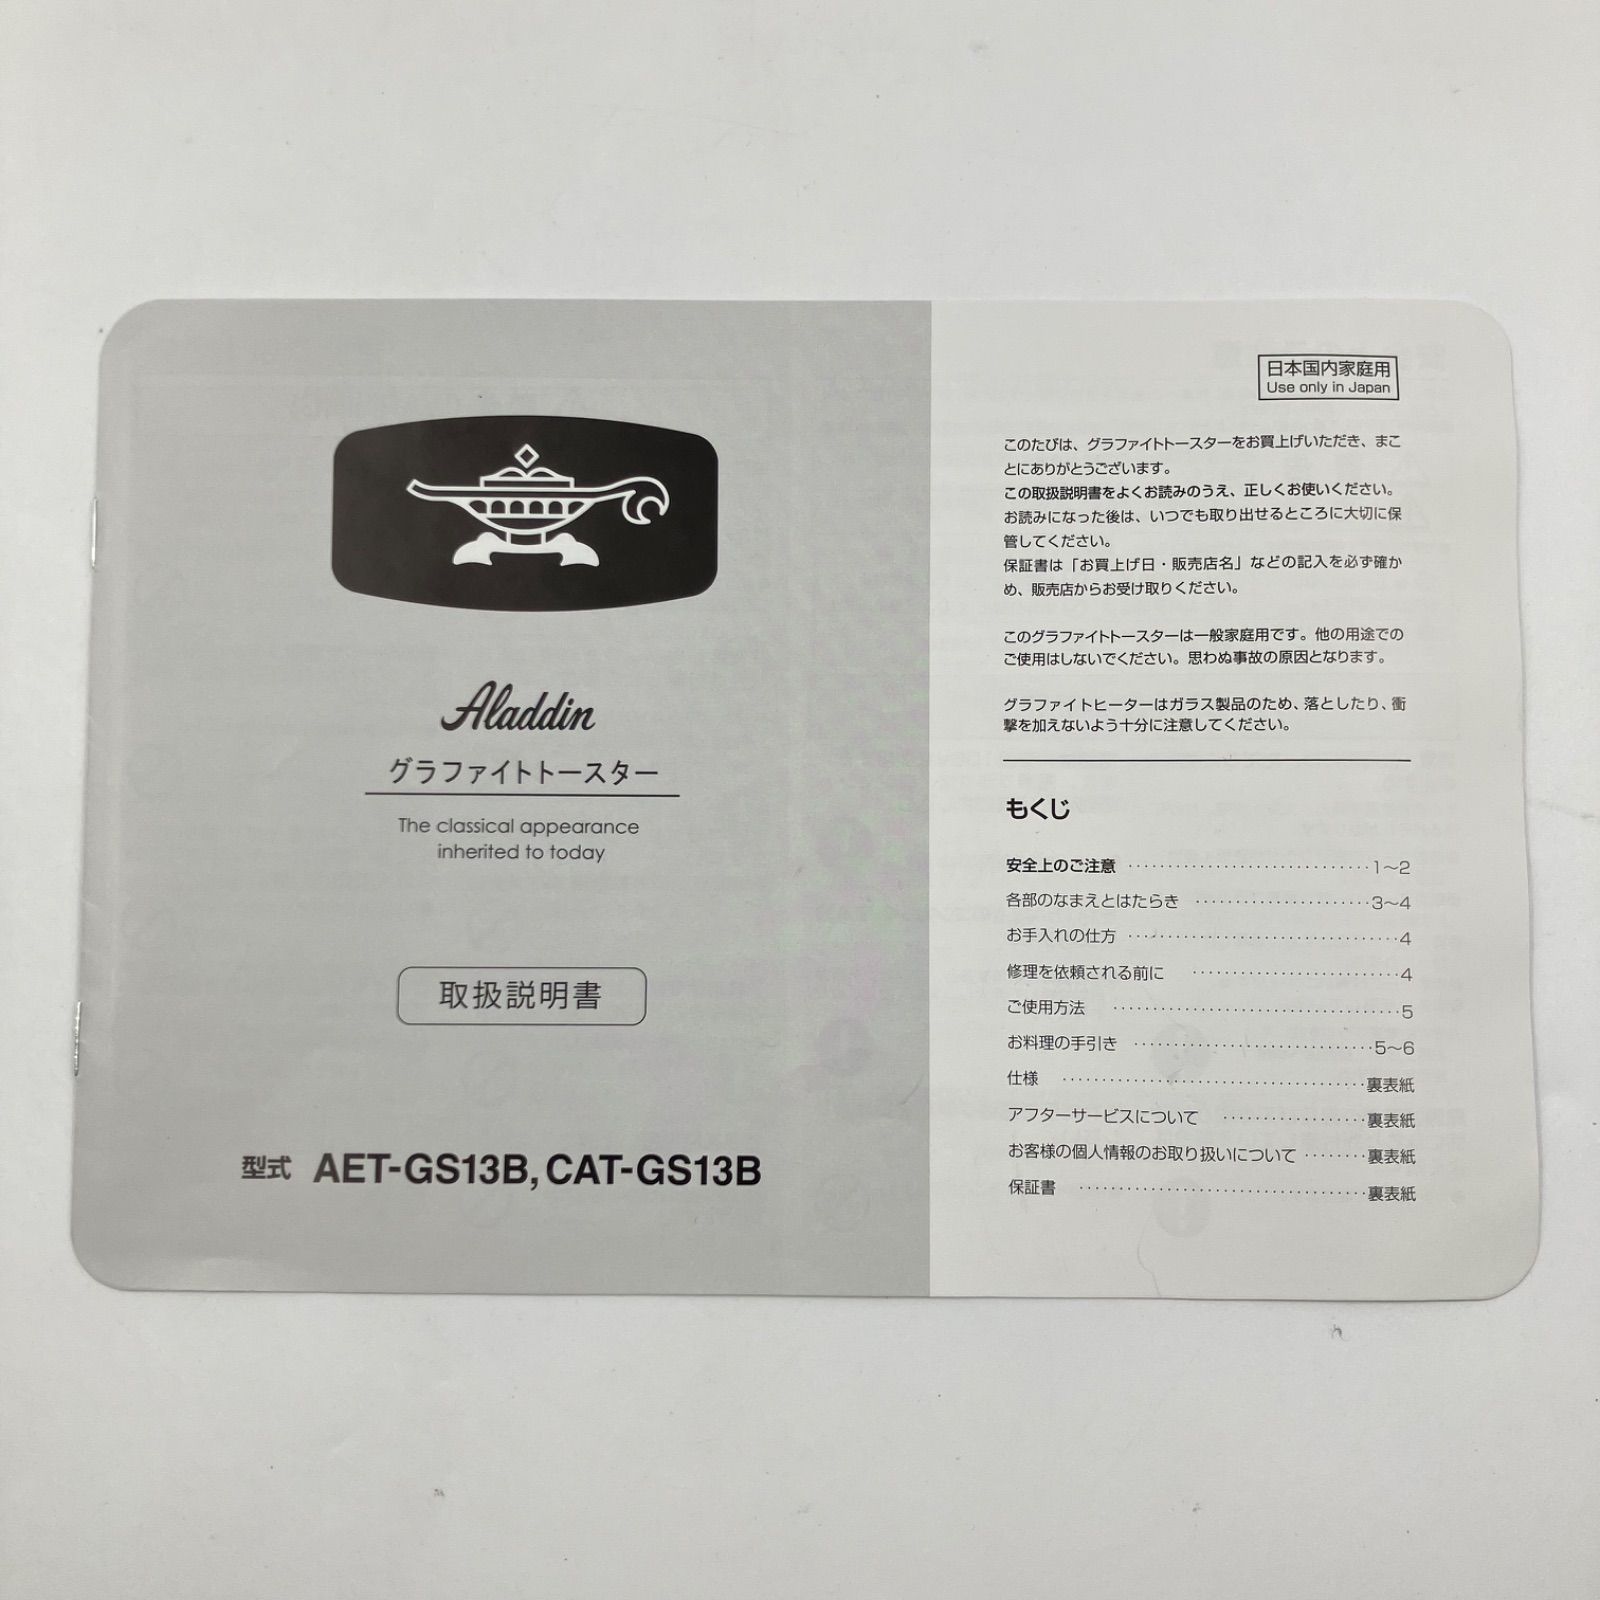 Aladdin
グラファイトトースター
The classical appearance
inherited to today
取扱説明書
型式 AET-GS13B, CAT-GS13B
日本国内家庭用
Use only in Japan
このたびは、グラファイトトースターをお買上げいただき、まこ
とにありがとうございます。
この取扱説明書をよくお読みのうえ、正しくお使いください。
お読みになった後は、いつでも取り出せるところに大切に保
管してください。
保証書は「お買上げ日・販売店名」などの記入を必ず確か
め、販売店からお受け取りください。
このグラファイトトースターは一般家庭用です。他の用途での
ご使用はしないでください。思わぬ事故の原因となります。
グラファイトヒーターはガラス製品のため、落としたり、衝
撃を加えないよう十分に注意してください。
もくじ
安全上のご注意 ······························1〜2
各部のなまえとはたらき ······················3〜4
お手入れの仕方 ··································4
修理を依頼される前に ··························4
ご使用方法 ····································5
お料理の手引き ······························5〜6
仕様 ······································裏表紙
アフターサービスについて ··················裏表紙
お客様の個人情報のお取り扱いについて ········裏表紙
保証書 ····································裏表紙